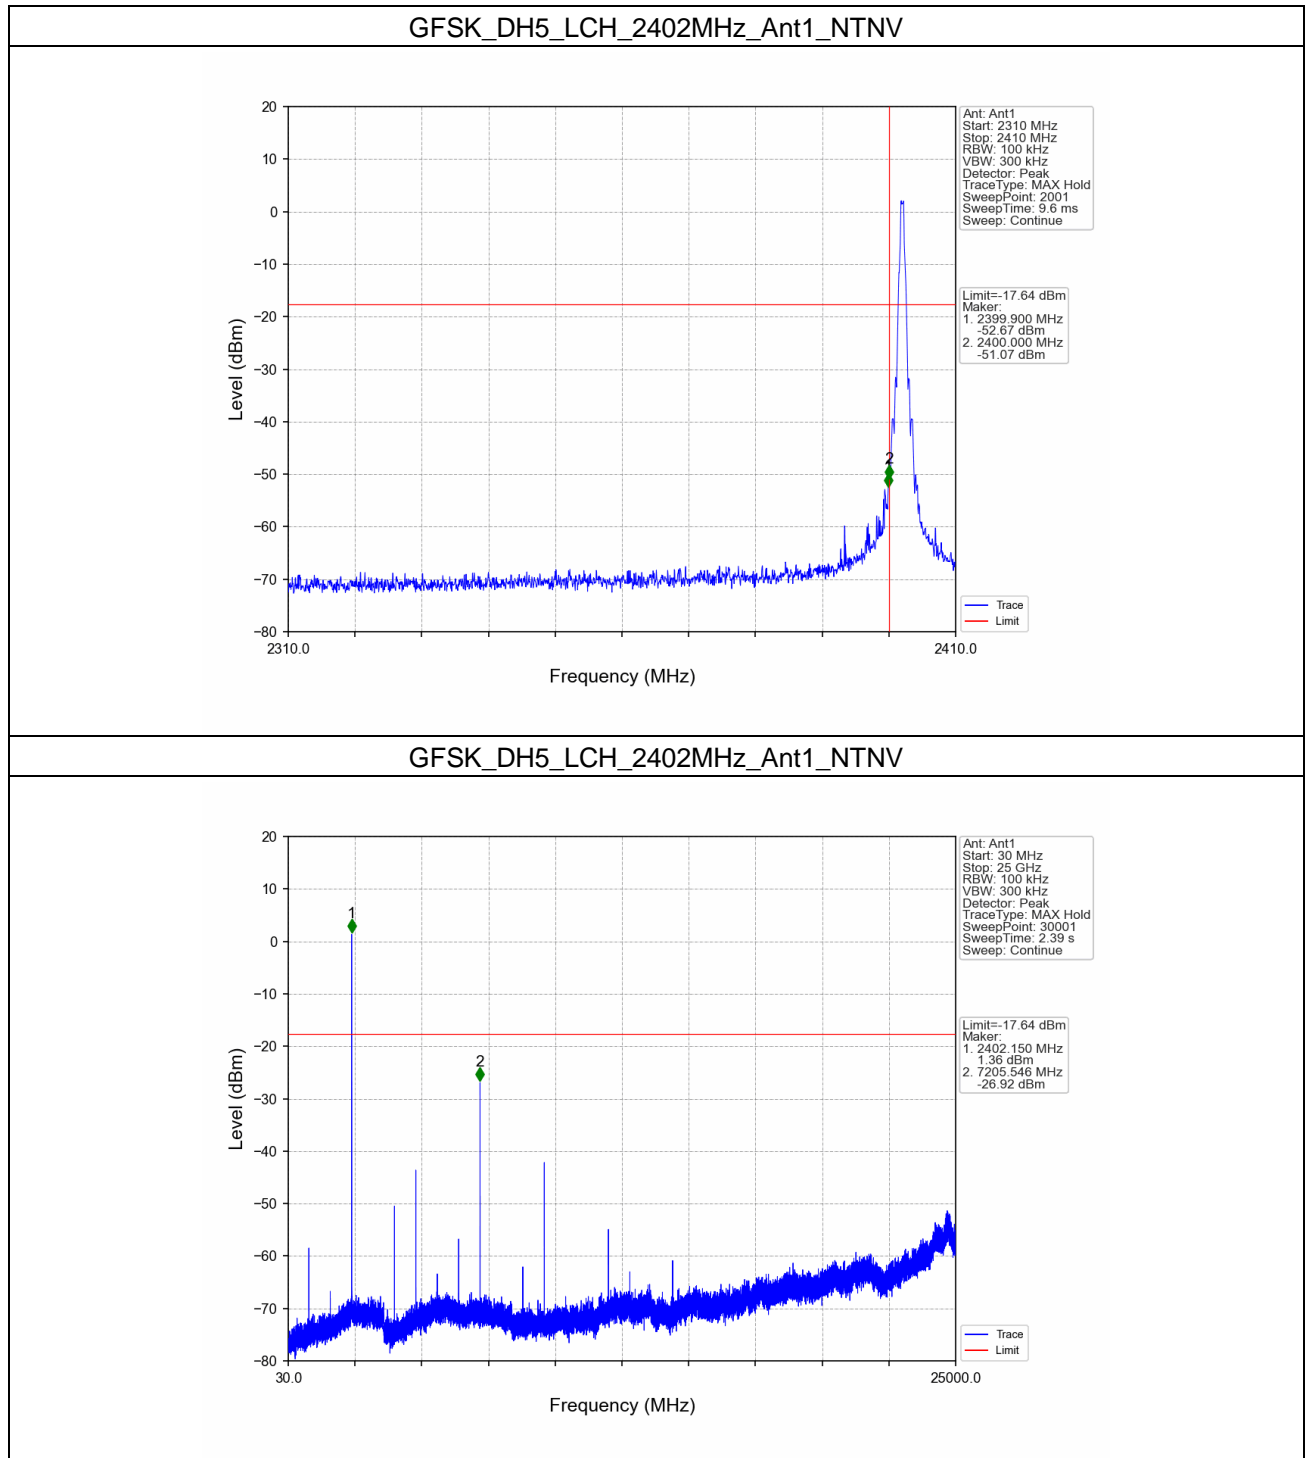 GFSK_DH5_LCH_2402MHz_Ant1_NTNV
20
10
0
−10
−20
−30
−40
−50
−60
−70
−80
Level (dBm)
2310.0
2410.0
Frequency (MHz)
2
Ant: Ant1
Start: 2310 MHz
Stop: 2410 MHz
RBW: 100 kHz
VBW: 300 kHz
Detector: Peak
TraceType: MAX Hold
SweepPoint: 2001
SweepTime: 9.6 ms
Sweep: Continue
Limit=-17.64 dBm
Maker:
1. 2399.900 MHz
-52.67 dBm
2. 2400.000 MHz
-51.07 dBm
Trace
Limit
GFSK_DH5_LCH_2402MHz_Ant1_NTNV
20
10
0
−10
−20
−30
−40
−50
−60
−70
−80
Level (dBm)
30.0
25000.0
Frequency (MHz)
1
2
Ant: Ant1
Start: 30 MHz
Stop: 25 GHz
RBW: 100 kHz
VBW: 300 kHz
Detector: Peak
TraceType: MAX Hold
SweepPoint: 30001
SweepTime: 2.39 s
Sweep: Continue
Limit=-17.64 dBm
Maker:
1. 2402.150 MHz
1.36 dBm
2. 7205.546 MHz
-26.92 dBm
Trace
Limit